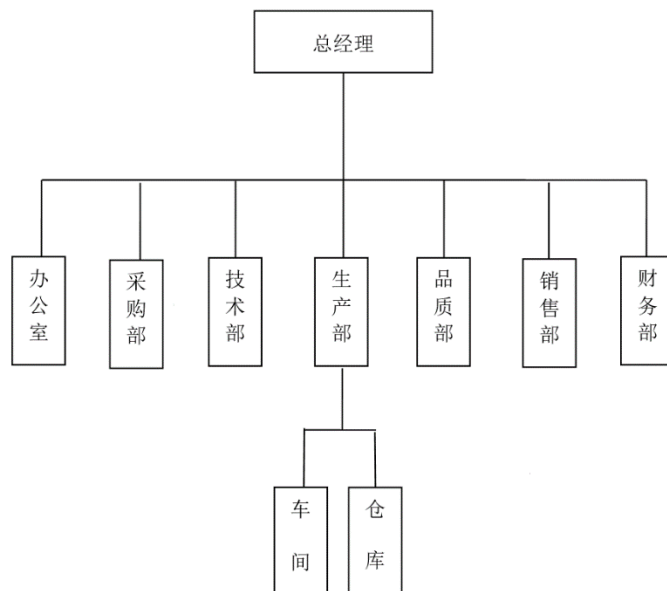 总经理
办公室
采购部
技术部
生产部
品质部
销售部
财务部
车间
仓库